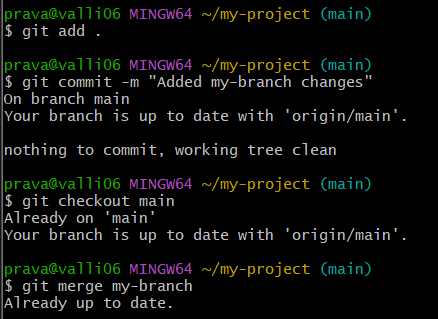 prava@valli06 MINGW64 ~/my-project (main)
$ git add .
prava@valli06 MINGW64 ~/my-project (main)
$ git commit -m "Added my-branch changes"
On branch main
Your branch is up to date with 'origin/main'.
nothing to commit, working tree clean
prava@valli06 MINGW64 ~/my-project (main)
$ git checkout main
Already on 'main'
Your branch is up to date with 'origin/main'.
prava@valli06 MINGW64 ~/my-project (main)
$ git merge my-branch
Already up to date.